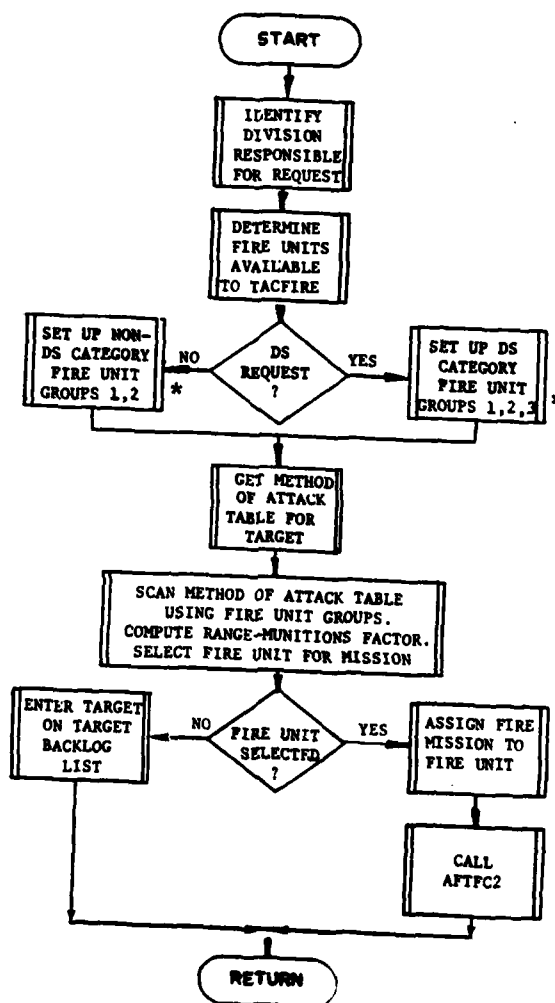 START
IDENTIFY
DIVISION
RESPONSIBLE
FOR REQUEST
DETERMINE
FIRE UNITS
AVAILABLE
TO TACFIRE
SET UP NON-
DS CATEGORY
FIRE UNIT
GROUPS 1,2 *
NO
DS
REQUEST
?
YES
SET UP DS
CATEGORY
FIRE UNIT
GROUPS 1,2,3
GET METHOD
OF ATTACK
TABLE FOR
TARGET
SCAN METHOD OF ATTACK TABLE
USING FIRE UNIT GROUPS.
COMPUTE RANGE-MUNITIONS FACTOR.
SELECT FIRE UNIT FOR MISSION
ENTER TARGET
ON TARGET
BACKLOG
LIST
NO
FIRE UNIT
SELECTED
?
YES
ASSIGN FIRE
MISSION TO
FIRE UNIT
CALL
AFTFC2
RETURN